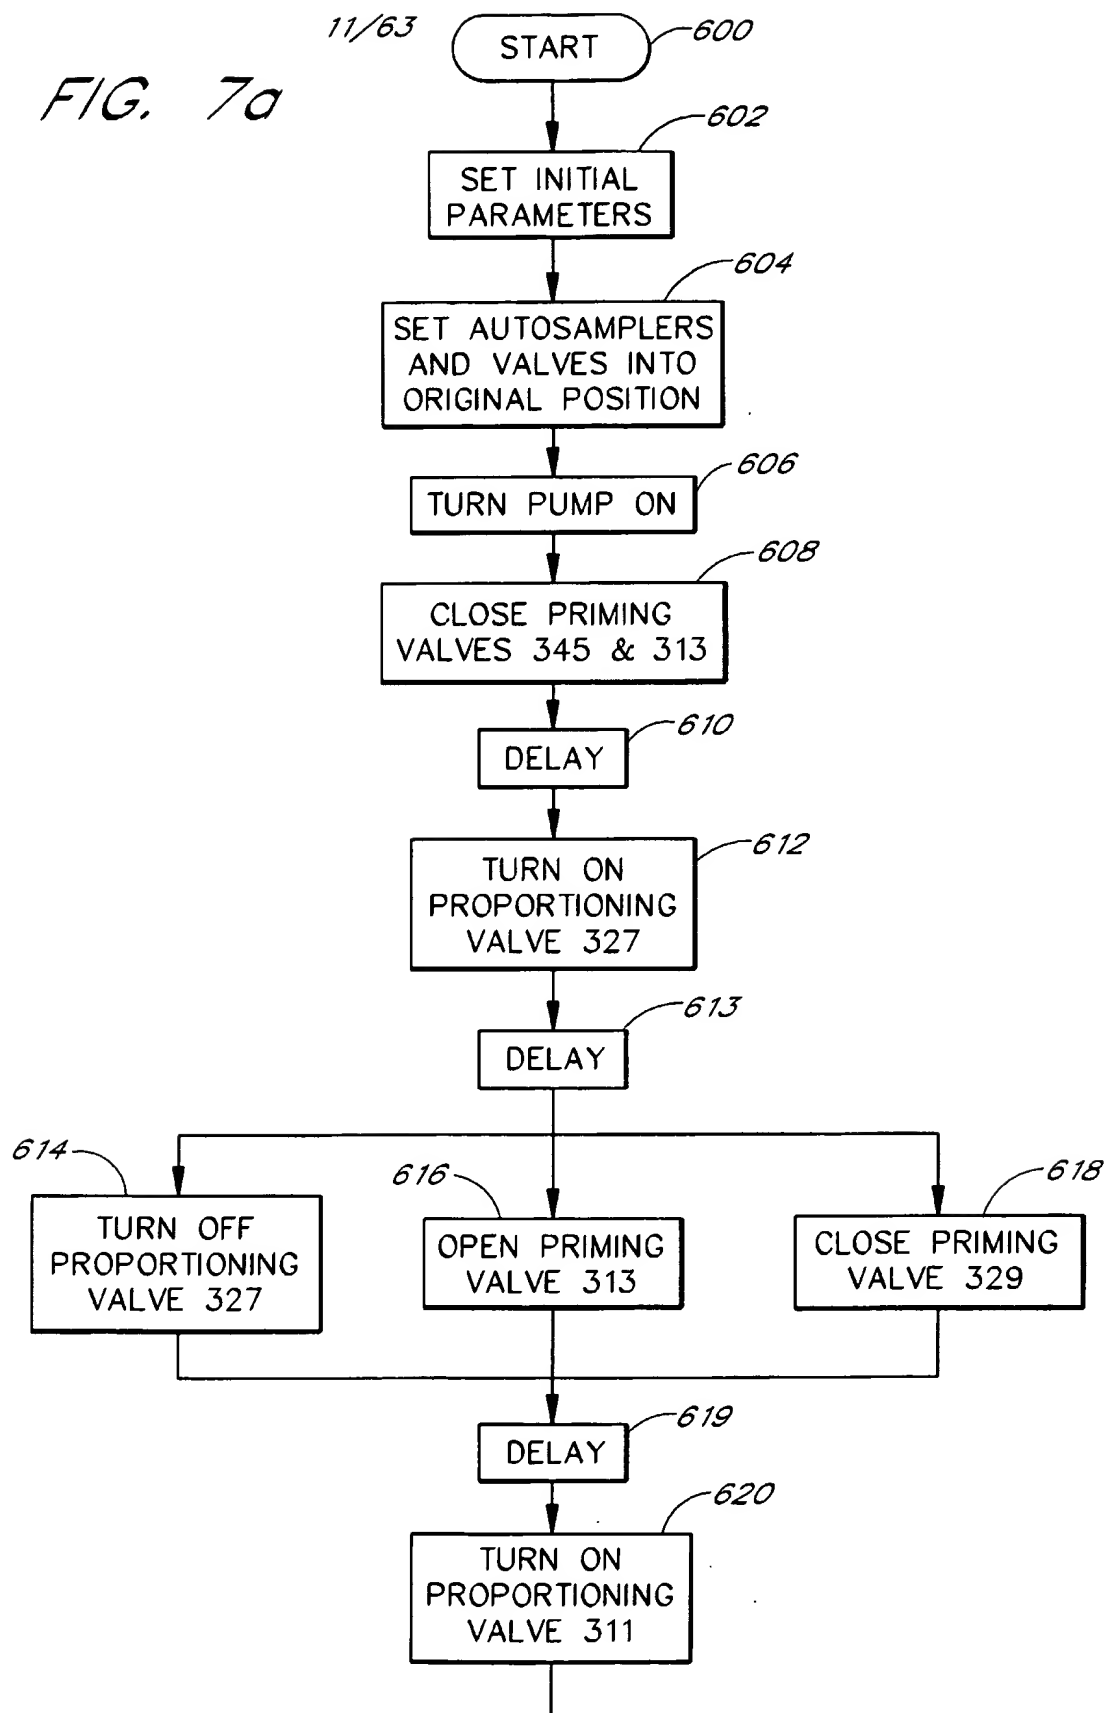 11/63
START
600
FIG. 7a
602
SET INITIAL
PARAMETERS
604
SET AUTOSAMPLERS
AND VALVES INTO
ORIGINAL POSITION
606
TURN PUMP ON
608
CLOSE PRIMING
VALVES 345 & 313
610
DELAY
612
TURN ON
PROPORTIONING
VALVE 327
613
DELAY
614
TURN OFF
PROPORTIONING
VALVE 327
616
OPEN PRIMING
VALVE 313
618
CLOSE PRIMING
VALVE 329
619
DELAY
620
TURN ON
PROPORTIONING
VALVE 311